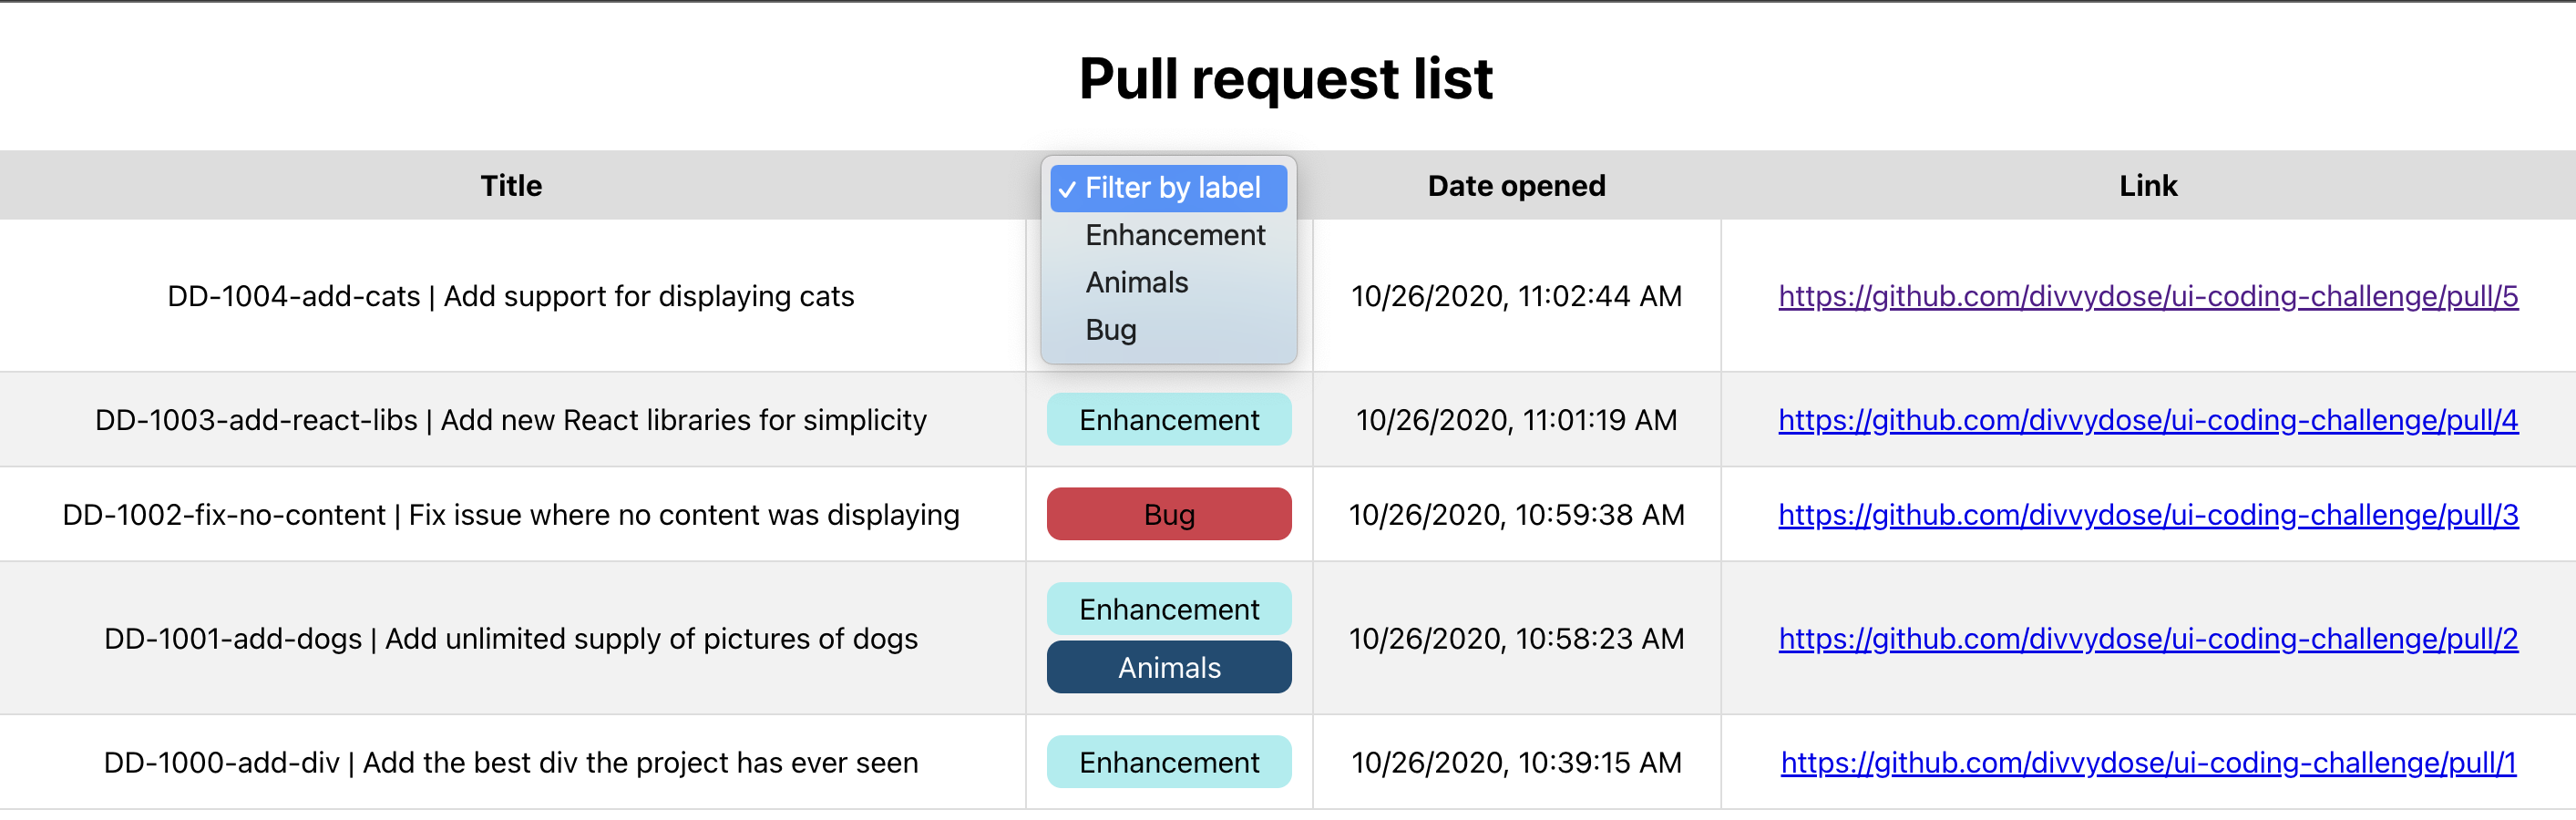 Pull request list
Title
✓ Filter by label
Date opened
Link
Enhancement
Animals
Bug
DD-1004-add-cats | Add support for displaying cats
10/26/2020, 11:02:44 AM
https://github.com/divvydose/ui-coding-challenge/pull/5
DD-1003-add-react-libs | Add new React libraries for simplicity
Enhancement
10/26/2020, 11:01:19 AM
https://github.com/divvydose/ui-coding-challenge/pull/4
DD-1002-fix-no-content | Fix issue where no content was displaying
Bug
10/26/2020, 10:59:38 AM
https://github.com/divvydose/ui-coding-challenge/pull/3
DD-1001-add-dogs | Add unlimited supply of pictures of dogs
Enhancement
Animals
10/26/2020, 10:58:23 AM
https://github.com/divvydose/ui-coding-challenge/pull/2
DD-1000-add-div | Add the best div the project has ever seen
Enhancement
10/26/2020, 10:39:15 AM
https://github.com/divvydose/ui-coding-challenge/pull/1